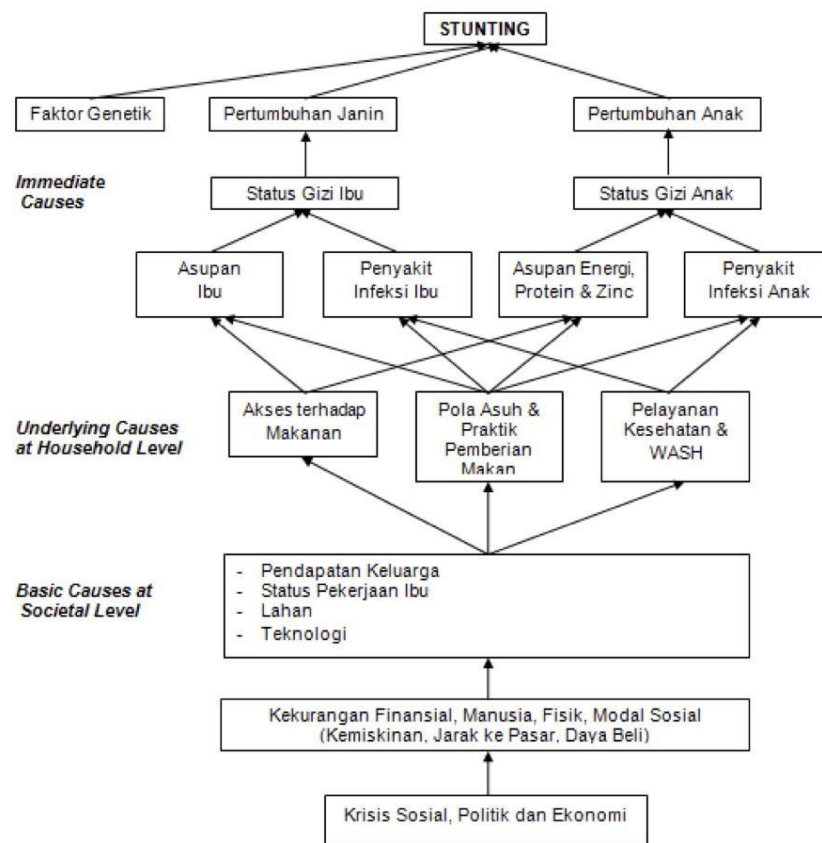 STUNTING
Faktor Genetik
Pertumbuhan Janin
Pertumbuhan Anak
Immediate
Causes
Status Gizi Ibu
Status Gizi Anak
Asupan
Ibu
Penyakit
Infeksi Ibu
Asupan Energi,
Protein & Zinc
Penyakit
Infeksi Anak
Underlying Causes
at Household Level
Akses terhadap
Makanan
Pola Asuh &
Praktik
Pemberian
Makan
Pelayanan
Kesehatan &
WASH
Basic Causes at
Societal Level
- Pendapatan Keluarga
- Status Pekerjaan Ibu
- Lahan
- Teknologi
Kekurangan Finansial, Manusia, Fisik, Modal Sosial
(Kemiskinan, Jarak ke Pasar, Daya Beli)
Krisis Sosial, Politik dan Ekonomi